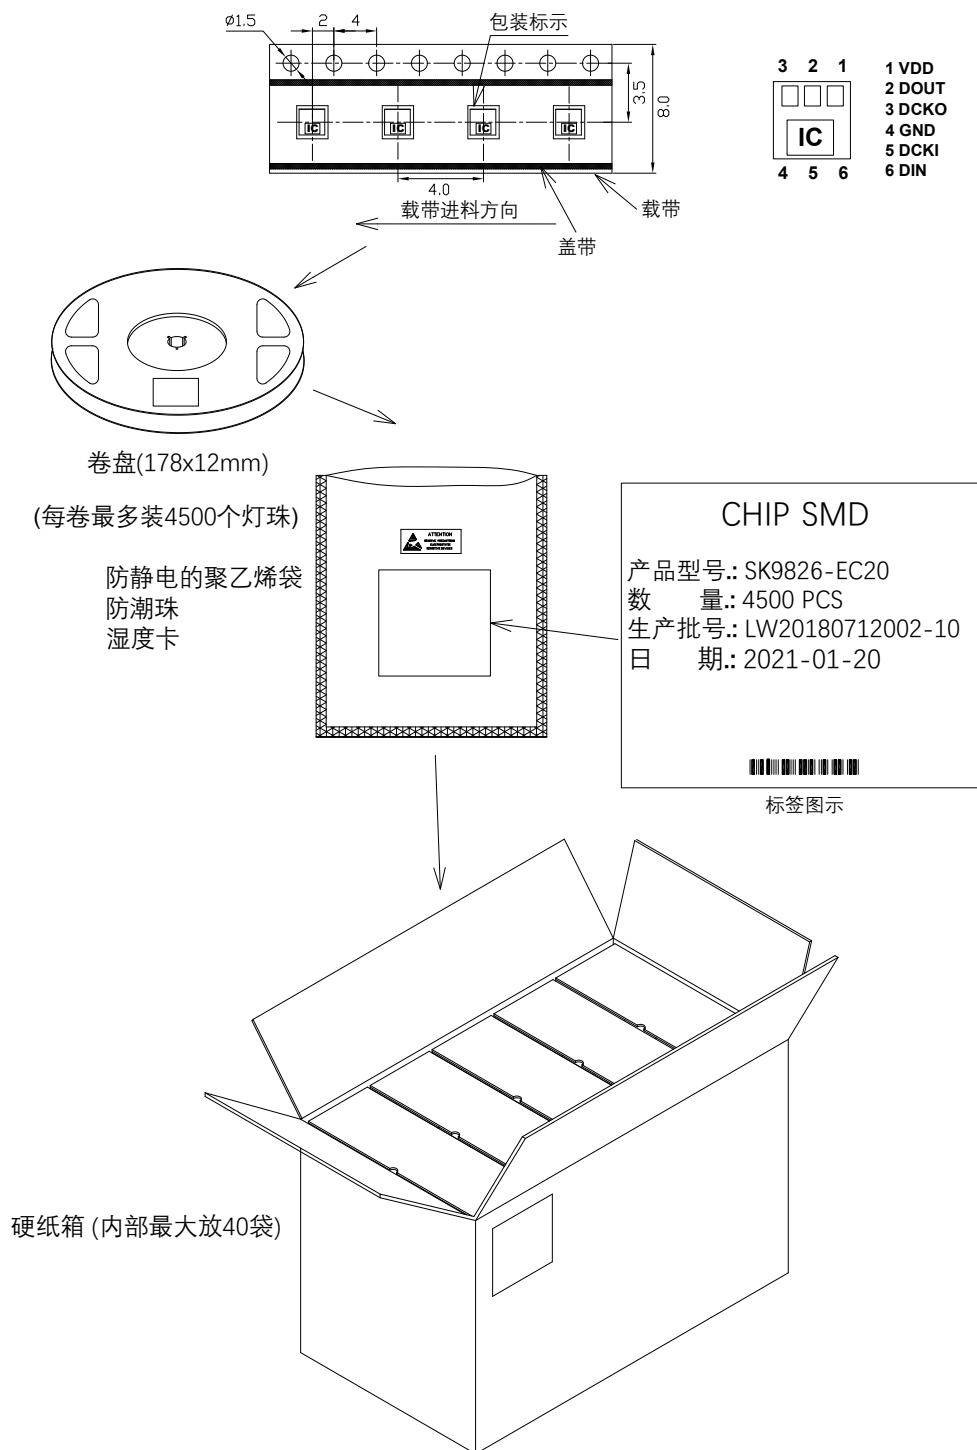 ø1.5
2
4
包装标示
3.5
8.0
IC
IC
IC
IC
4.0
载带进料方向
载带
盖带
3 2 1
IC
4 5 6
1 VDD
2 DOUT
3 DCKO
4 GND
5 DCKI
6 DIN
卷盘(178x12mm)
(每卷最多装4500个灯珠)
防静电的聚乙烯袋
防潮珠
湿度卡
ATTENTION
CHIP SMD
产品型号.: SK9826-EC20
数 量.: 4500 PCS
生产批号.: LW20180712002-10
日 期.: 2021-01-20
标签图示
硬纸箱 (内部最大放40袋)